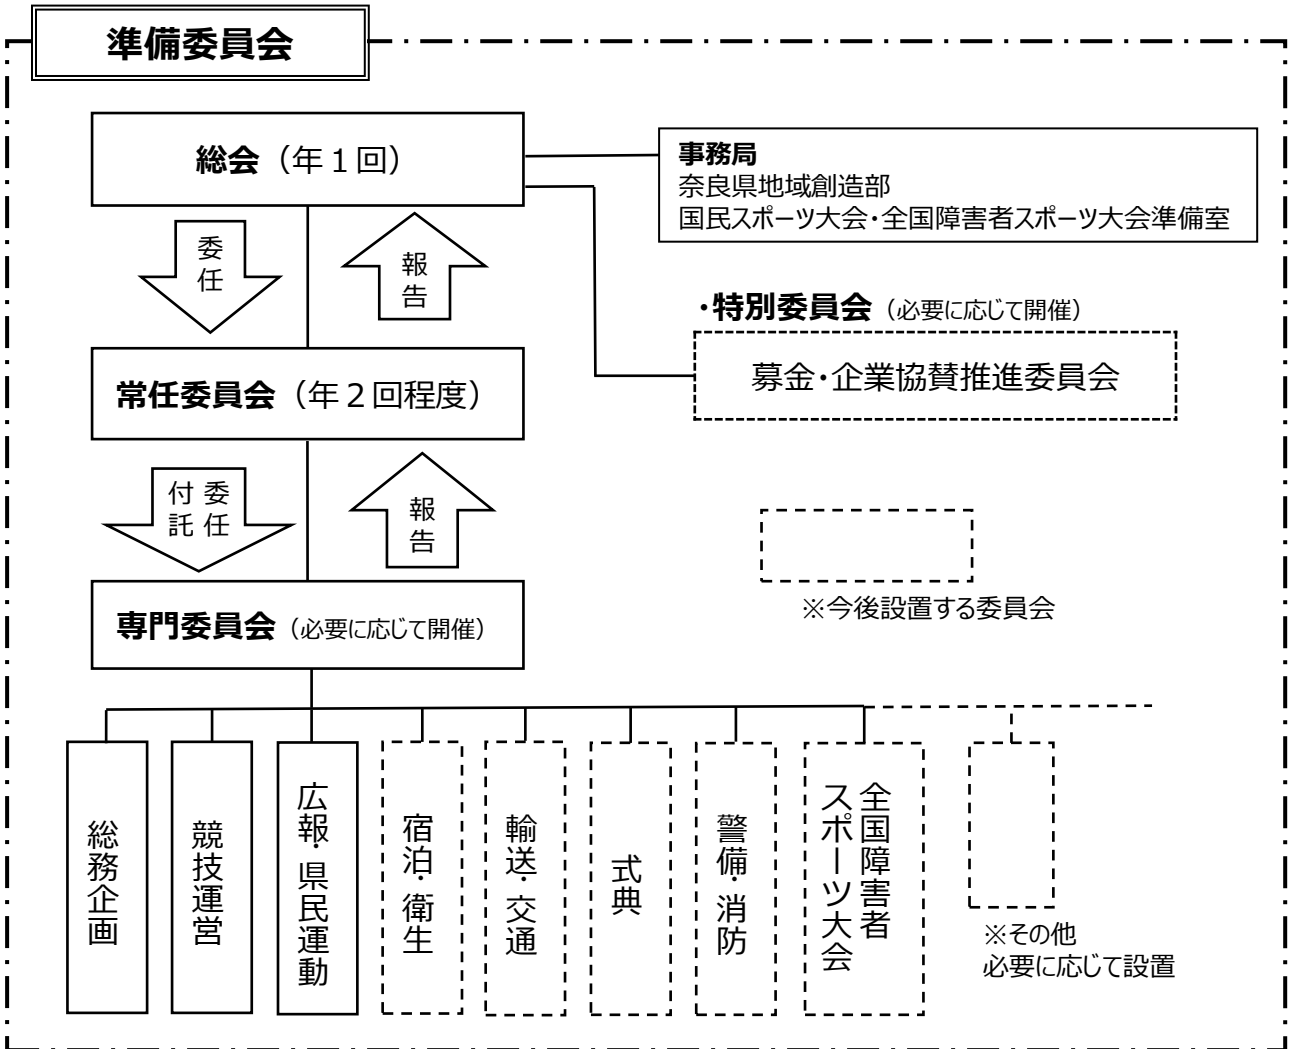 準備委員会
総会（年１回）
事務局
奈良県地域創造部
国民スポーツ大会・全国障害者スポーツ大会準備室
委任
報告
・特別委員会（必要に応じて開催）
募金・企業協賛推進委員会
常任委員会（年２回程度）
委任
付託
報告
※今後設置する委員会
専門委員会（必要に応じて開催）
総務企画
競技運営
広報・県民運動
宿泊・衛生
輸送・交通
式典
警備・消防
全国障害者
スポーツ大会
※その他
必要に応じて設置